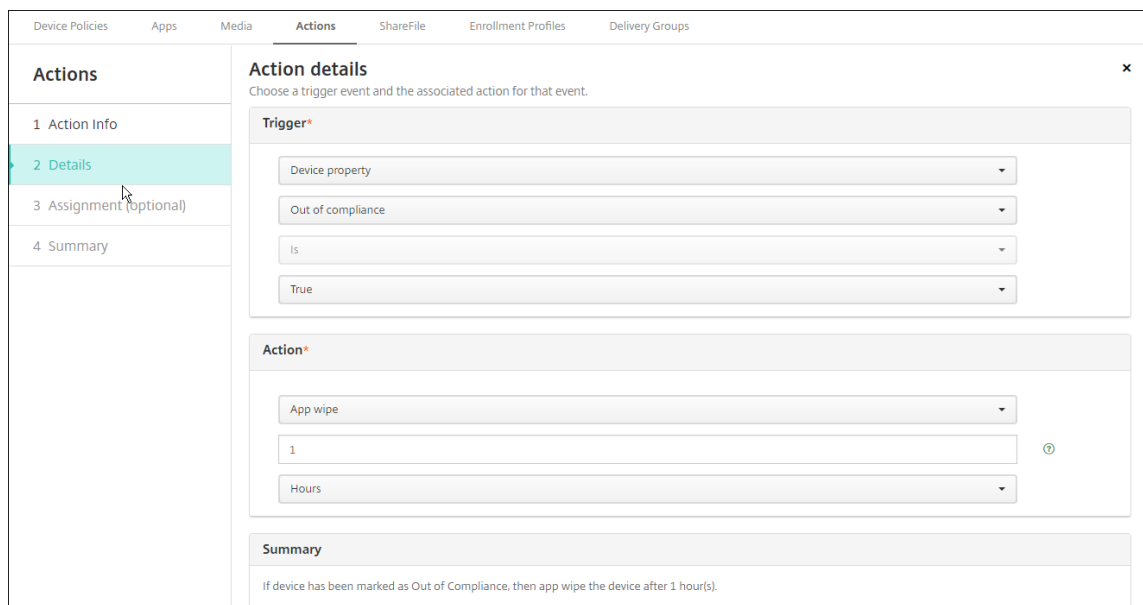 Device Policies Apps Media Actions ShareFile Enrollment Profiles Delivery Groups
Actions
1 Action Info
2 Details
3 Assignment (optional)
4 Summary
Action details
Choose a trigger event and the associated action for that event.
Trigger*
Device property
Out of compliance
Is
True
Action*
App wipe
1
Hours
Summary
If device has been marked as Out of Compliance, then app wipe the device after 1 hour(s).